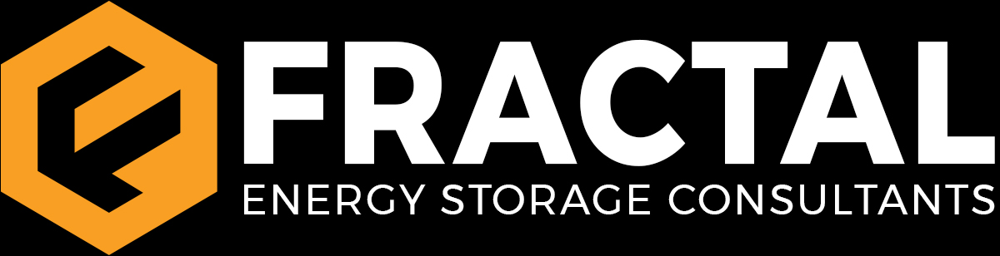 FRACTAL
ENERGY STORAGE CONSULTANTS